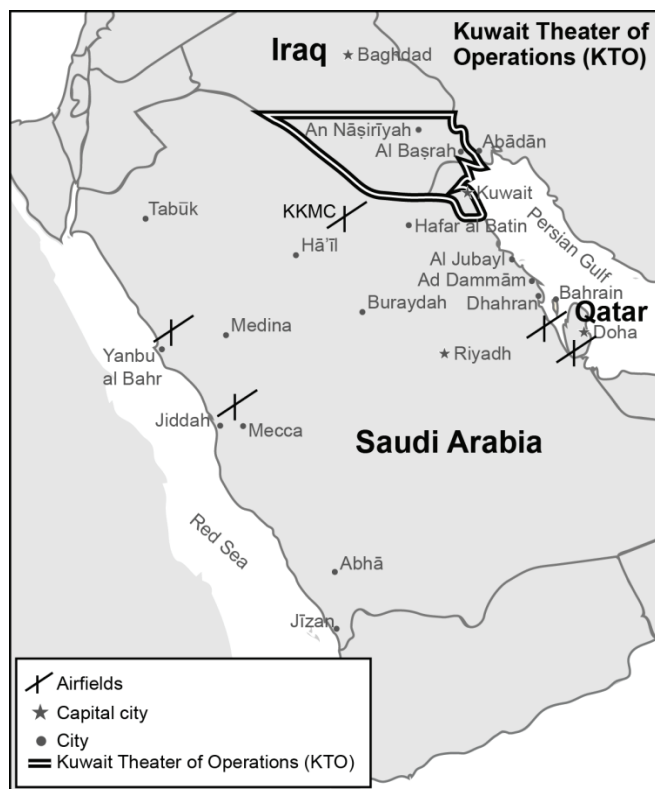 Iraq
Kuwait Theater of
Operations (KTO)
Baghdad
An Nāṣirīyah
Al Baṣrah
Abādān
Kuwait
Tabūk
KKMC
Hafar al Batin
Persian Gulf
Hā'īl
Al Jubayl
Ad Dammām
Buraydah
Dhahran
Bahrain
Qatar
Doha
Medina
Yanbu
al Bahr
Riyadh
Jiddah
Mecca
Saudi Arabia
Red Sea
Abhā
Jīzan
Airfields
Capital city
City
Kuwait Theater of Operations (KTO)